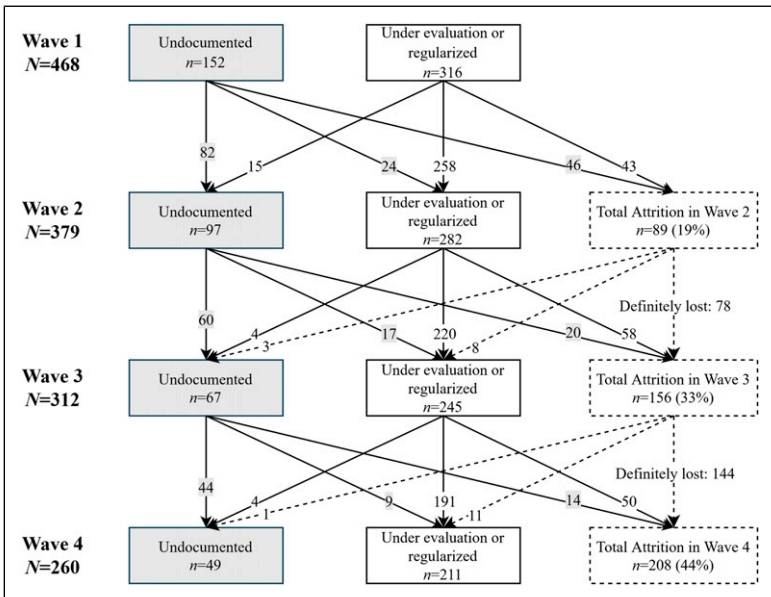 Wave 1
N=468
Undocumented
n=152
Under evaluation or
regularized
n=316
82
15
24
258
46
43
Wave 2
N=379
Undocumented
n=97
Under evaluation or
regularized
n=282
Total Attrition in Wave 2
n=89 (19%)
Definitely lost: 78
60
4
3
17
220
8
20
58
Wave 3
N=312
Undocumented
n=67
Under evaluation or
regularized
n=245
Total Attrition in Wave 3
n=156 (33%)
Definitely lost: 144
44
4
1
9
191
11
14
50
Wave 4
N=260
Undocumented
n=49
Under evaluation or
regularized
n=211
Total Attrition in Wave 4
n=208 (44%)